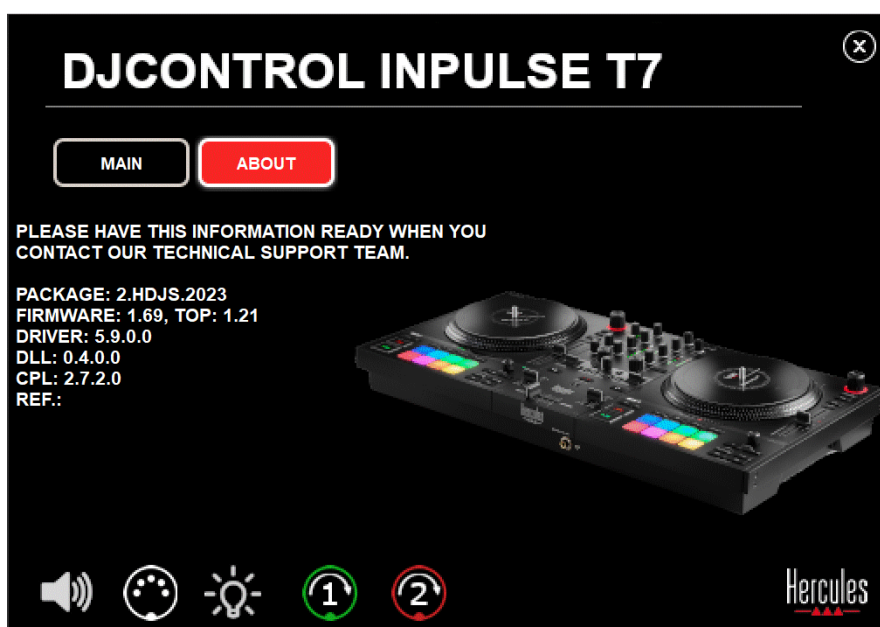 DJCONTROL INPULSE T7
MAIN
ABOUT
PLEASE HAVE THIS INFORMATION READY WHEN YOU
CONTACT OUR TECHNICAL SUPPORT TEAM.
PACKAGE: 2.HDJS.2023
FIRMWARE: 1.69, TOP: 1.21
DRIVER: 5.9.0.0
DLL: 0.4.0.0
CPL: 2.7.2.0
REF.:
1
2
Hercules